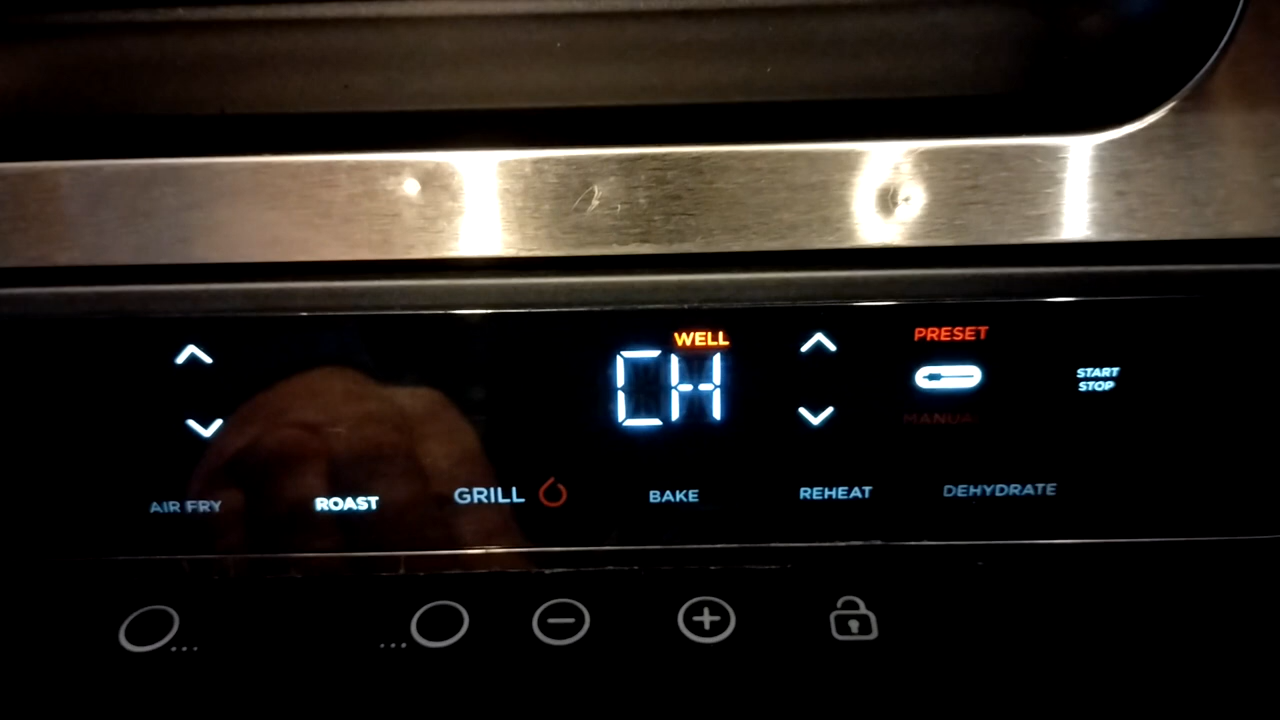 WELL
CH
PRESET
MANUAL
START
STOP
AIR FRY
ROAST
GRILL
BAKE
REHEAT
DEHYDRATE